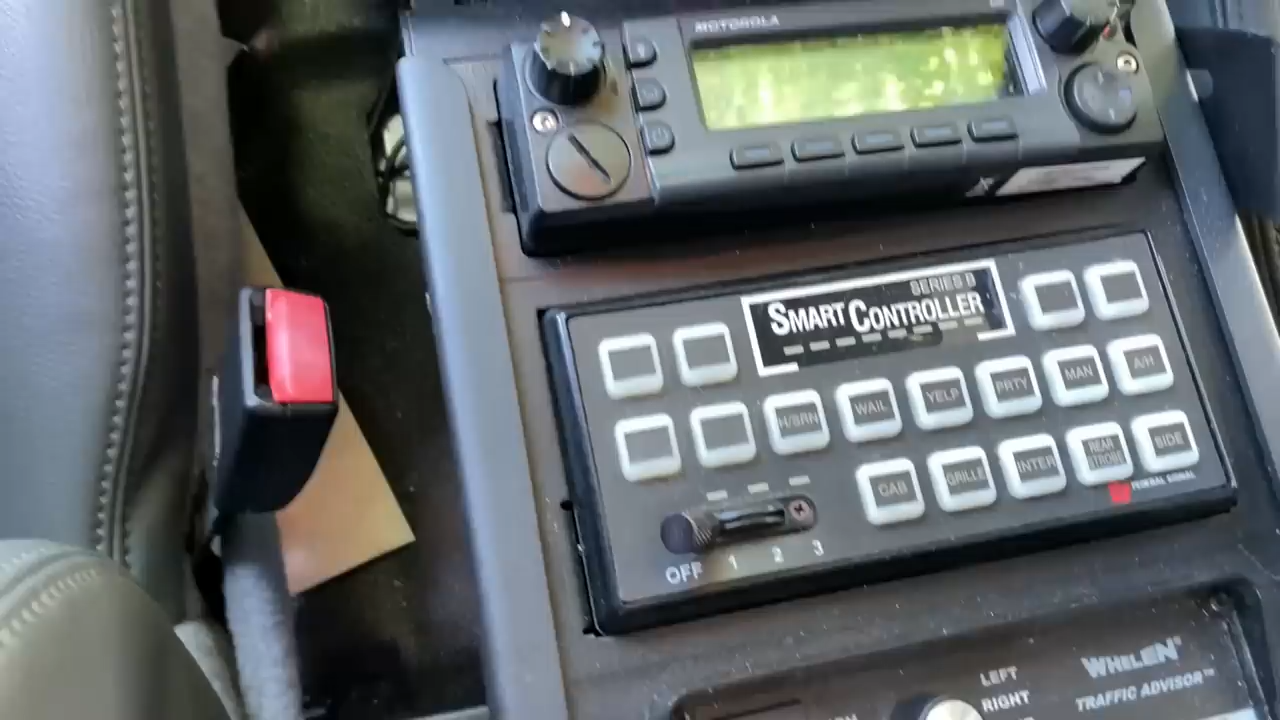 MOTOROLA
SERIES B
SMART CONTROLLER
H/SRN
WAIL
YELP
PRTY
MAN
A/H
CAB
GRILLE
INTER
REAR
STROBE
SIDE
FEDERAL SIGNAL
OFF 1 2 3
WHELEN®
LEFT
TRAFFIC ADVISOR™
RIGHT